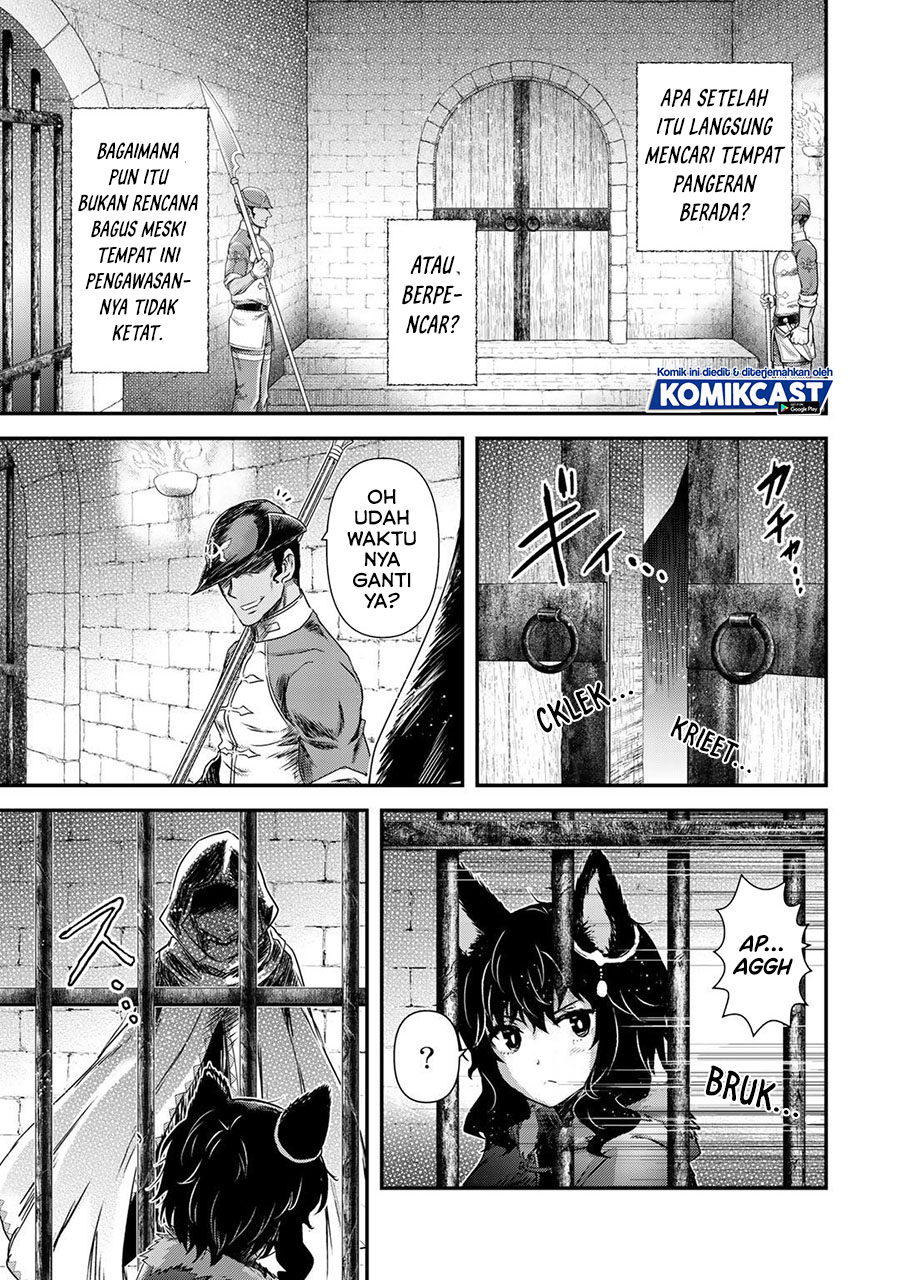 APA SETELAH
ITU LANGSUNG
MENCARI TEMPAT
PANGERAN
BERADA?
ATAU
BERPE-
NCAR?
BAGAIMANA
PUN ITU
BUKAN RENCANA
BAGUS MESKI
TEMPAT INI
PENGAWASAN-
NYA TIDAK
KETAT.
Komik ini diedit & diterjemahkan oleh
KOMIKCAST
Google Play
ガチャ..
ギィ...
CKLEK...
KRIEET...
OH
UDAH
WAKTU
NYA
GANTI
YA?
AP...
AGGH
BRUK...
?
ス...